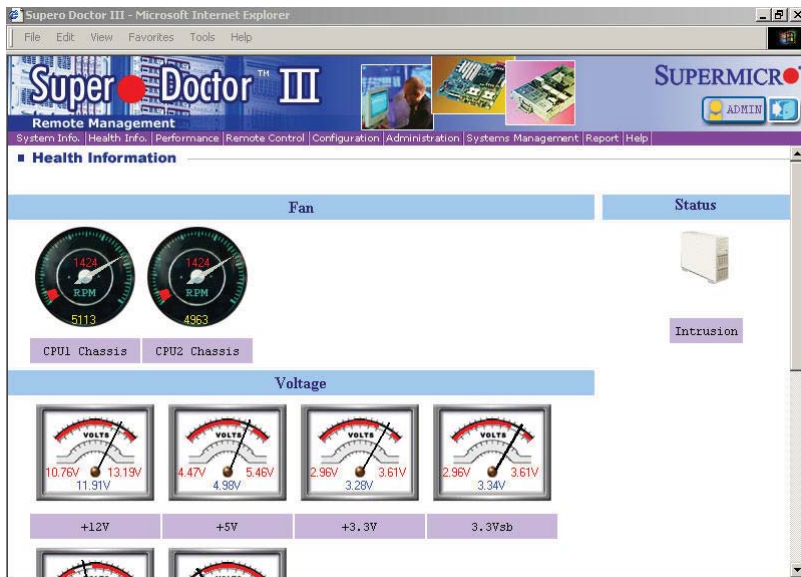 Supero Doctor III - Microsoft Internet Explorer
File Edit View Favorites Tools Help
Super Doctor™ III
SUPERMICR
Remote Management
ADMIN
System Info. |Health Info. |Performance |Remote Control |Configuration |Administration |Systems Management |Report |Help|
Health Information
Fan
Status
1424
RPM
5113
1424
RPM
4963
CPU1 Chassis
CPU2 Chassis
Intrusion
Voltage
VOLTS
10.76V 13.19V
11.91V
VOLTS
4.47V 5.46V
4.98V
VOLTS
2.96V 3.61V
3.28V
VOLTS
2.96V 3.61V
3.34V
+12V
+5V
+3.3V
3.3Vsb